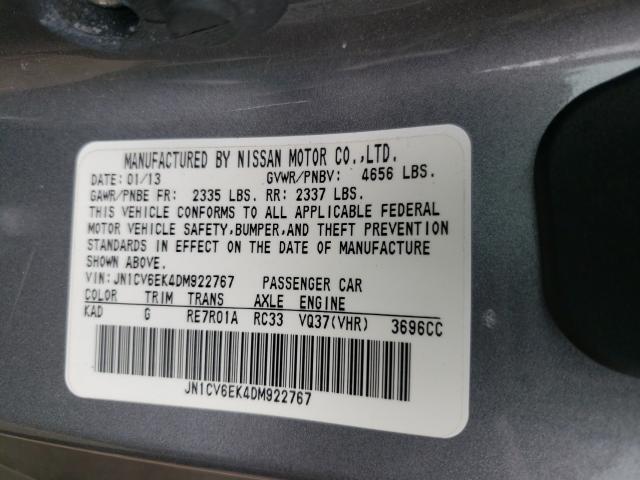 MANUFACTURED BY NISSAN MOTOR CO.,LTD.
DATE: 01/13 GVWR/PNBV: 4656 LBS.
GAWR/PNBE FR: 2335 LBS. RR: 2337 LBS.
THIS VEHICLE CONFORMS TO ALL APPLICABLE FEDERAL
MOTOR VEHICLE SAFETY,BUMPER,AND THEFT PREVENTION
STANDARDS IN EFFECT ON THE DATE OF MANUFACTURE
SHOWN ABOVE.
VIN: JN1CV6EK4DM922767 PASSENGER CAR
COLOR TRIM TRANS AXLE ENGINE
KAD G RE7R01A RC33 VQ37(VHR) 3696CC
JN1CV6EK4DM922767